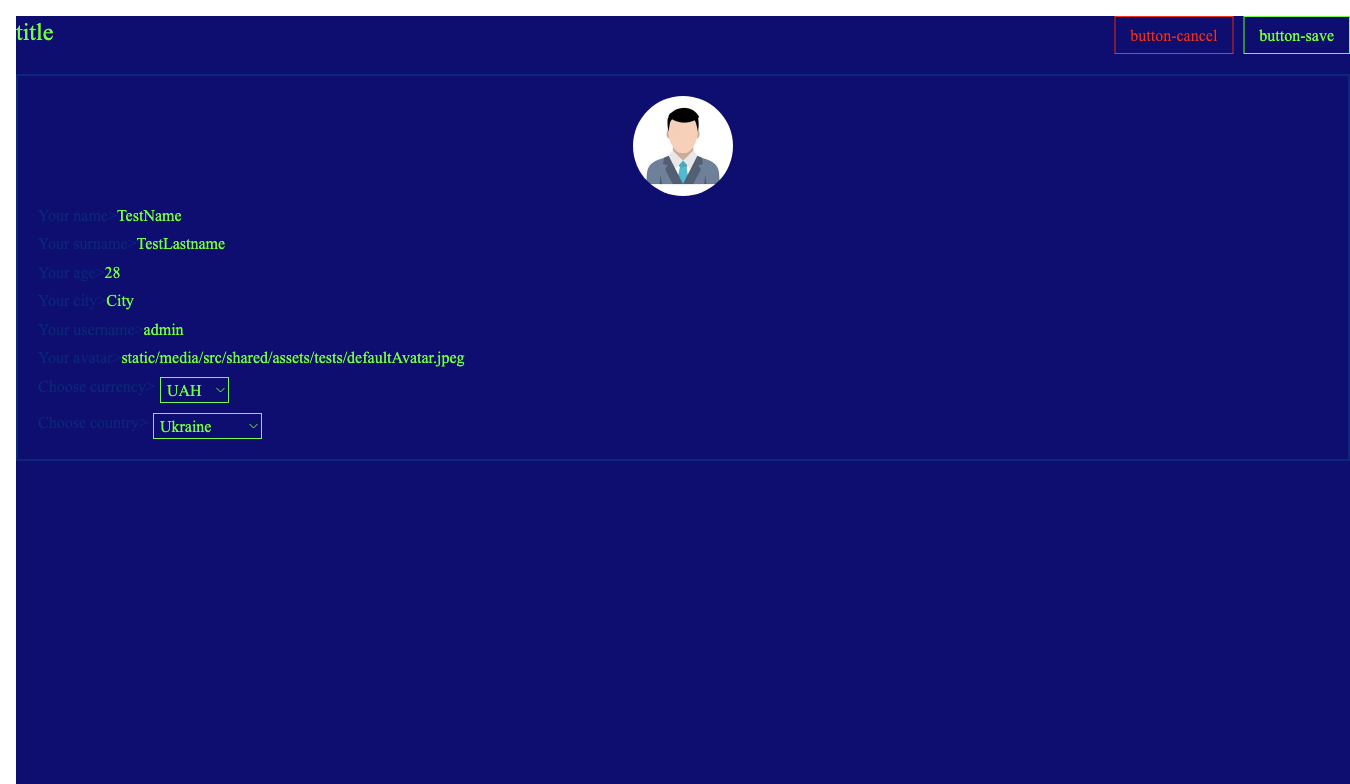 title
button-cancel
button-save
Your name>TestName
Your surname>TestLastname
Your age>28
Your city>City
Your username>admin
Your avatar>static/media/src/shared/assets/tests/defaultAvatar.jpeg
Choose currency> UAH
Choose country> Ukraine